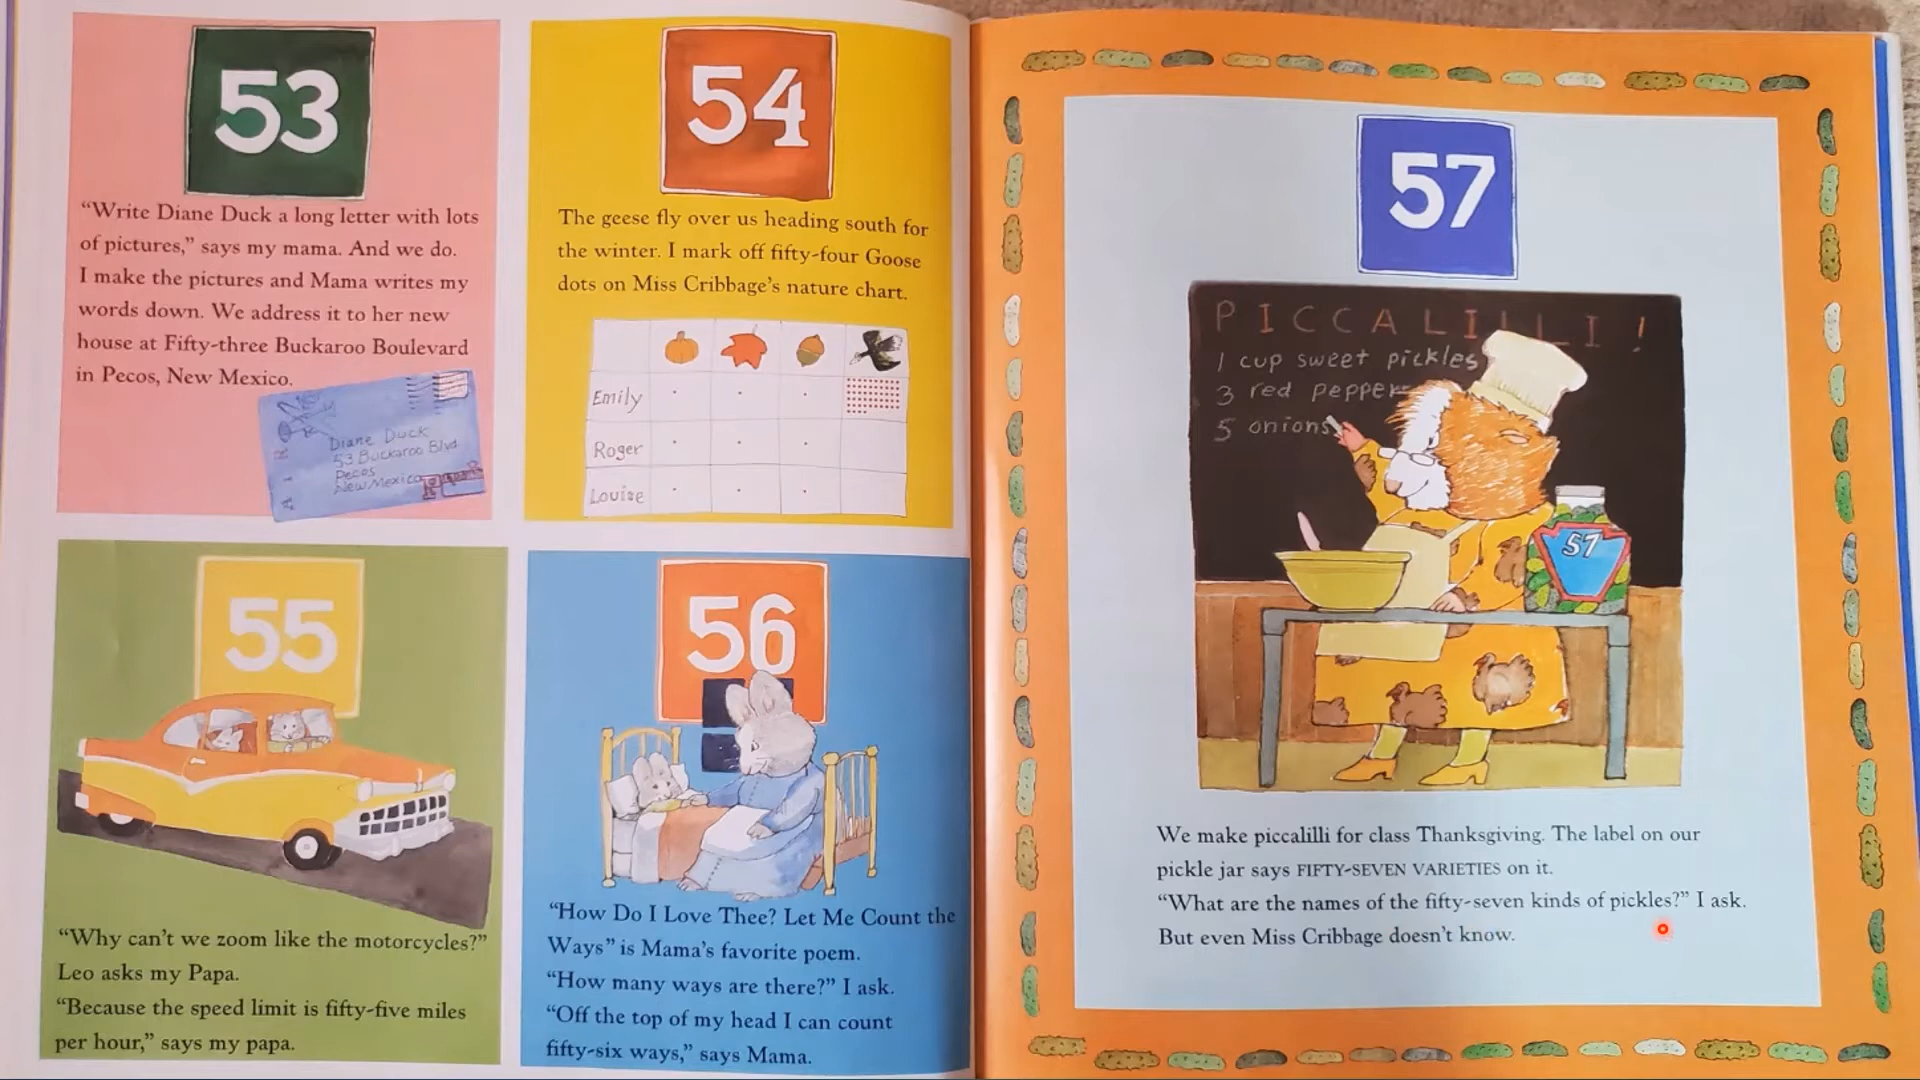 53
“Write Diane Duck a long letter with lots
of pictures,” says my mama. And we do.
I make the pictures and Mama writes my
words down. We address it to her new
house at Fifty-three Buckaroo Boulevard
in Pecos, New Mexico.
Diane Duck
53 Buckaroo Blvd
Pecos
New Mexico
54
The geese fly over us heading south for
the winter. I mark off fifty-four Goose
dots on Miss Cribbage’s nature chart.
Emily
Roger
Louise
55
“Why can’t we zoom like the motorcycles?”
Leo asks my Papa.
“Because the speed limit is fifty-five miles
per hour,” says my papa.
56
“How Do I Love Thee? Let Me Count the
Ways” is Mama’s favorite poem.
“How many ways are there?” I ask.
“Off the top of my head I can count
fifty-six ways,” says Mama.
57
PICCALILLI!
1 cup sweet pickles
3 red pepper
5 onions
57
We make piccalilli for class Thanksgiving. The label on our
pickle jar says FIFTY-SEVEN VARIETIES on it.
“What are the names of the fifty-seven kinds of pickles?” I ask.
But even Miss Cribbage doesn’t know.